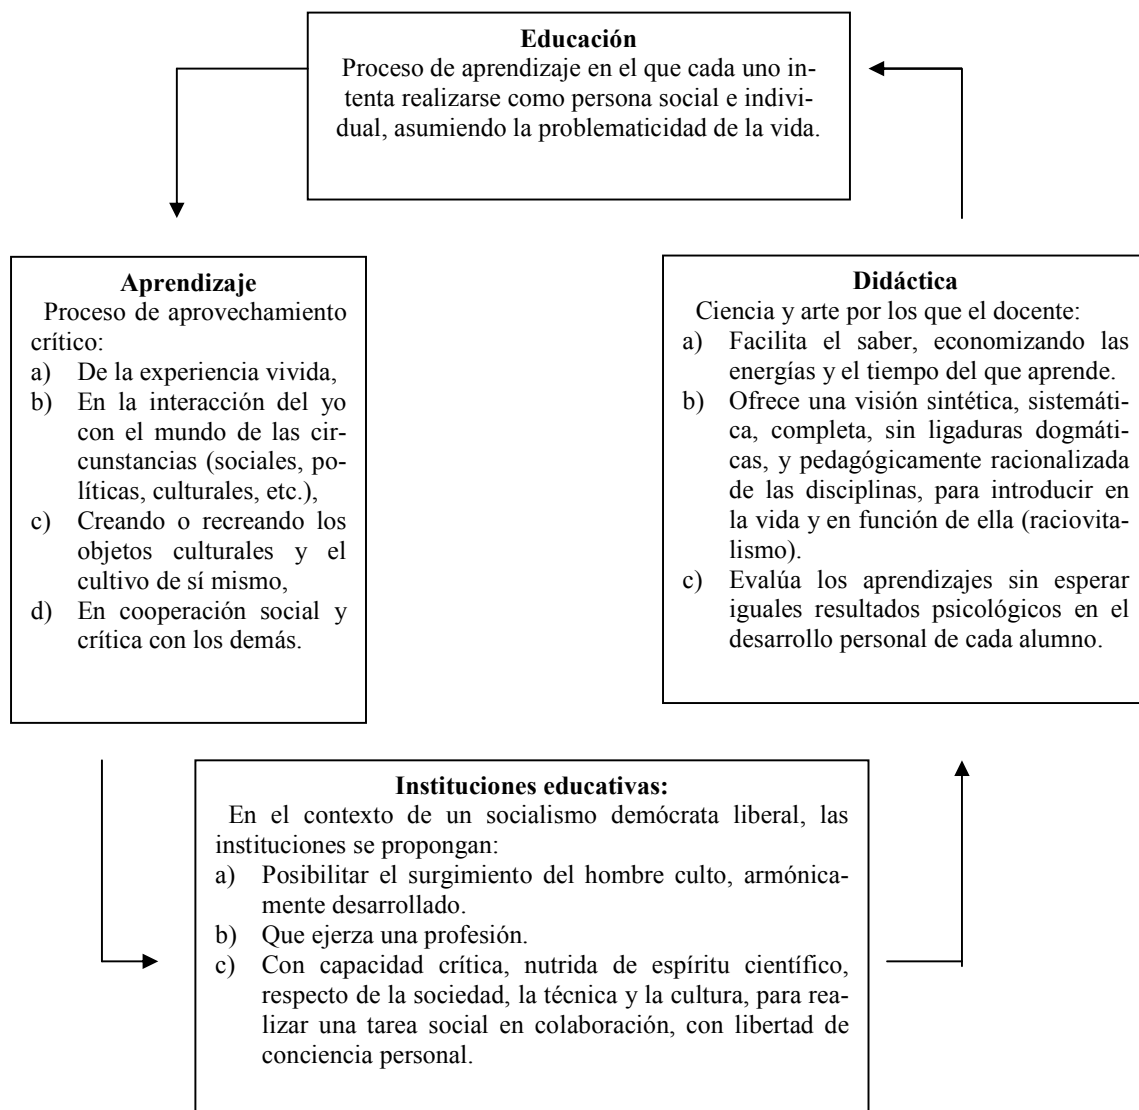 Educación
Proceso de aprendizaje en el que cada uno in-
tenta realizarse como persona social e indivi-
dual, asumiendo la problematicidad de la vida.
Aprendizaje
Proceso de aprovechamiento
crítico:
a) De la experiencia vivida,
b) En la interacción del yo
con el mundo de las cir-
cunstancias (sociales, po-
líticas, culturales, etc.),
c) Creando o recreando los
objetos culturales y el
cultivo de sí mismo,
d) En cooperación social y
crítica con los demás.
Didáctica
Ciencia y arte por los que el docente:
a) Facilita el saber, economizando las
energías y el tiempo del que aprende.
b) Ofrece una visión sintética, sistemáti-
ca, completa, sin ligaduras dogmáti-
cas, y pedagógicamente racionalizada
de las disciplinas, para introducir en
la vida y en función de ella (raciovita-
lismo).
c) Evalúa los aprendizajes sin esperar
iguales resultados psicológicos en el
desarrollo personal de cada alumno.
Instituciones educativas:
En el contexto de un socialismo demócrata liberal, las
instituciones se propongan:
a) Posibilitar el surgimiento del hombre culto, armónica-
mente desarrollado.
b) Que ejerza una profesión.
c) Con capacidad crítica, nutrida de espíritu científico,
respecto de la sociedad, la técnica y la cultura, para rea-
lizar una tarea social en colaboración, con libertad de
conciencia personal.